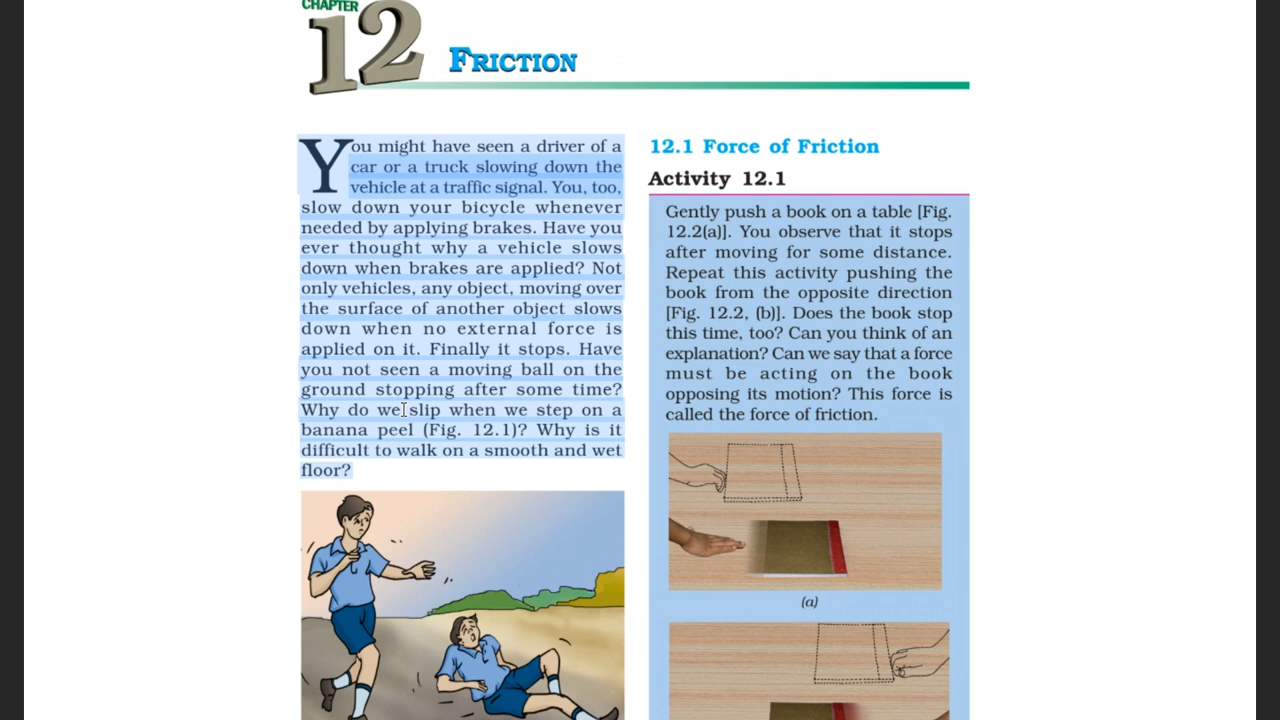 CHAPTER
12
FRICTION
You might have seen a driver of a
car or a truck slowing down the
vehicle at a traffic signal. You, too,
slow down your bicycle whenever
needed by applying brakes. Have you
ever thought why a vehicle slows
down when brakes are applied? Not
only vehicles, any object, moving over
the surface of another object slows
down when no external force is
applied on it. Finally it stops. Have
you not seen a moving ball on the
ground stopping after some time?
Why do we slip when we step on a
banana peel (Fig. 12.1)? Why is it
difficult to walk on a smooth and wet
floor?
12.1 Force of Friction
Activity 12.1
Gently push a book on a table [Fig.
12.2(a)]. You observe that it stops
after moving for some distance.
Repeat this activity pushing the
book from the opposite direction
[Fig. 12.2, (b)]. Does the book stop
this time, too? Can you think of an
explanation? Can we say that a force
must be acting on the book
opposing its motion? This force is
called the force of friction.
(a)